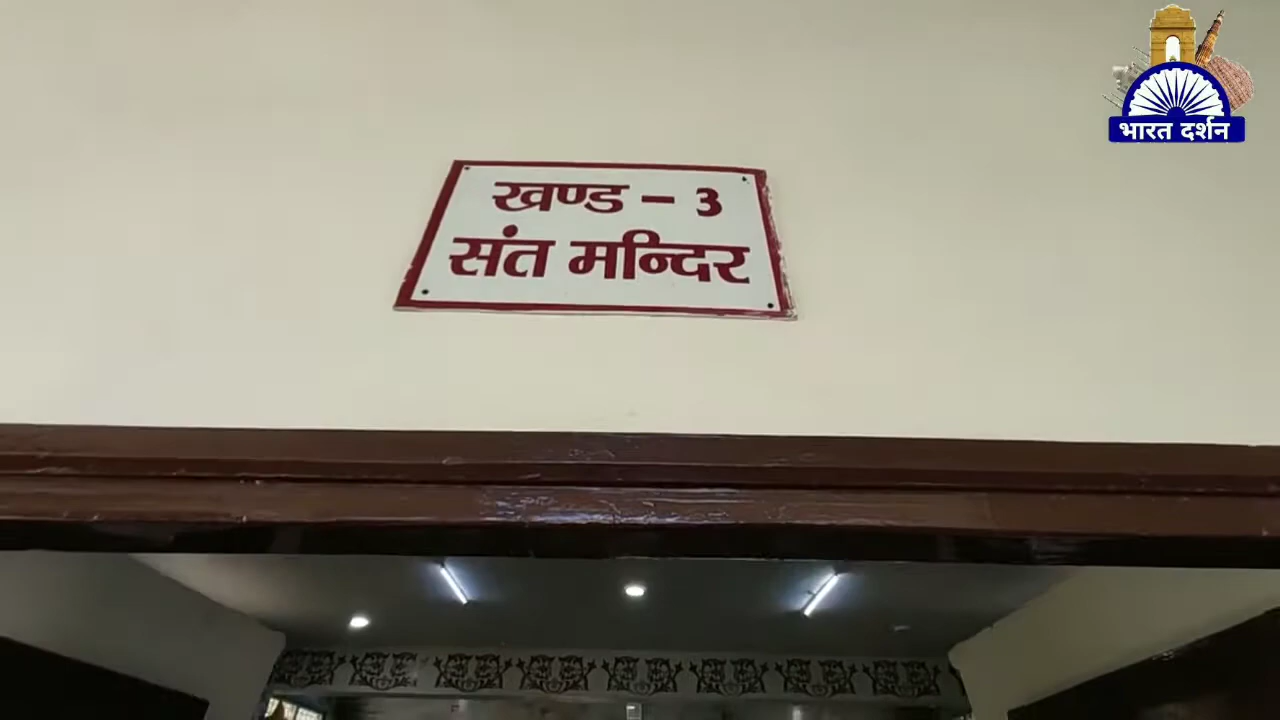 भारत दर्शन
खण्ड - 3
संत मन्दिर